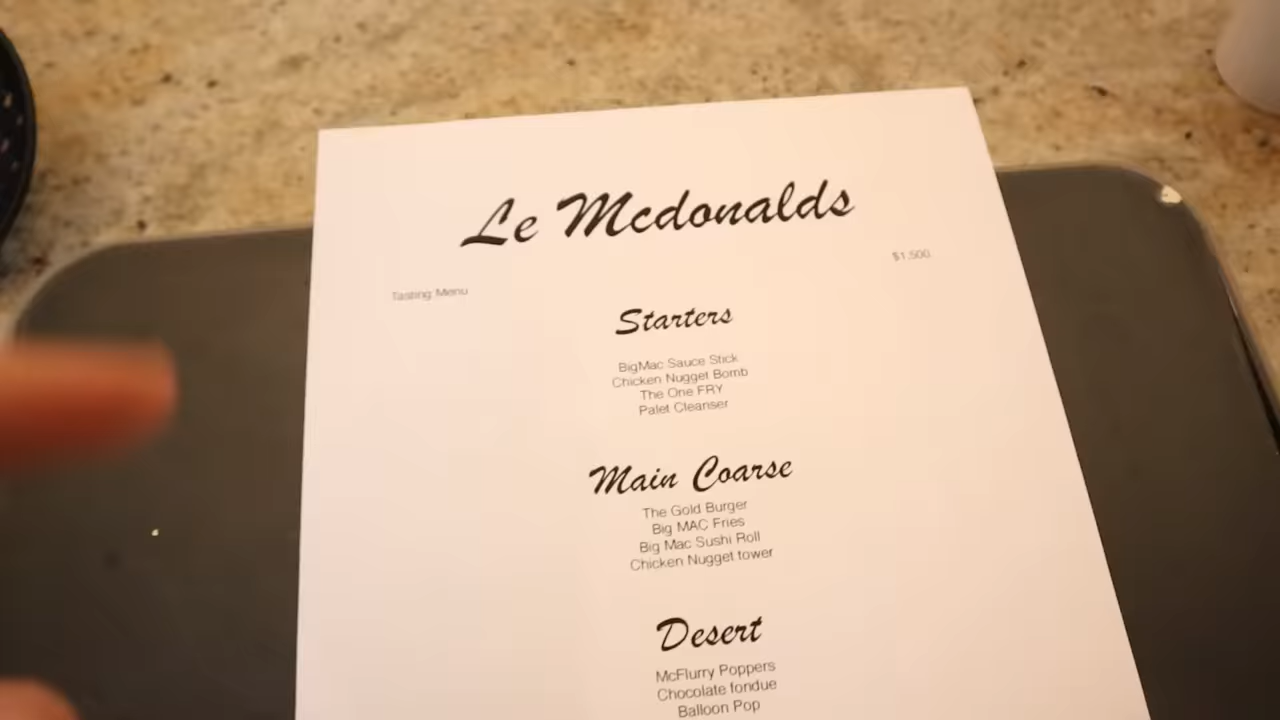 Le Mcdonalds
$1,500
Tasting Menu
Starters
BigMac Sauce Stick
Chicken Nugget Bomb
The One FRY
Palet Cleanser
Main Coarse
The Gold Burger
Big MAC Fries
Big Mac Sushi Roll
Chicken Nugget tower
Desert
McFlurry Poppers
Chocolate fondue
Balloon Pop